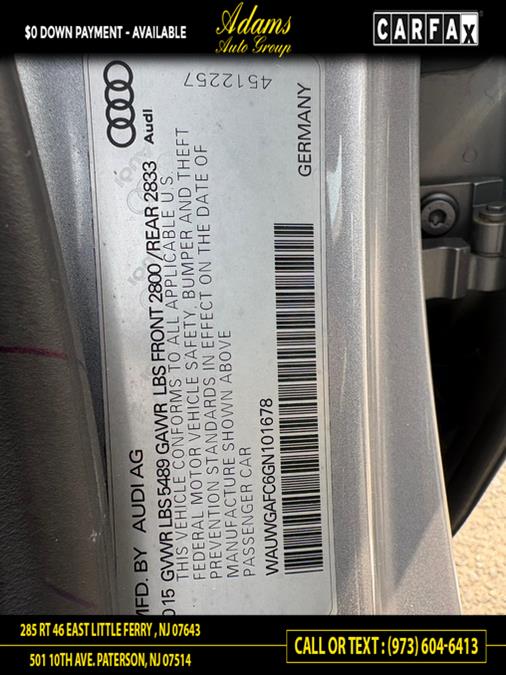 $0 DOWN PAYMENT - AVAILABLE
Adams
Auto Group
CARFAX
4512257
Audi
GERMANY
MFD. BY AUDI AG
015 GVWR LBS 5489 GAWR LBS FRONT 2800/REAR 2833
THIS VEHICLE CONFORMS TO ALL APPLICABLE U.S.
FEDERAL MOTOR VEHICLE SAFETY, BUMPER AND THEFT
PREVENTION STANDARDS IN EFFECT ON THE DATE OF
MANUFACTURE SHOWN ABOVE
PASSENGER CAR
WAUWGAFC6GN101678
285 RT 46 EAST LITTLE FERRY , NJ 07643
501 10TH AVE. PATERSON, NJ 07514
CALL OR TEXT : (973) 604-6413